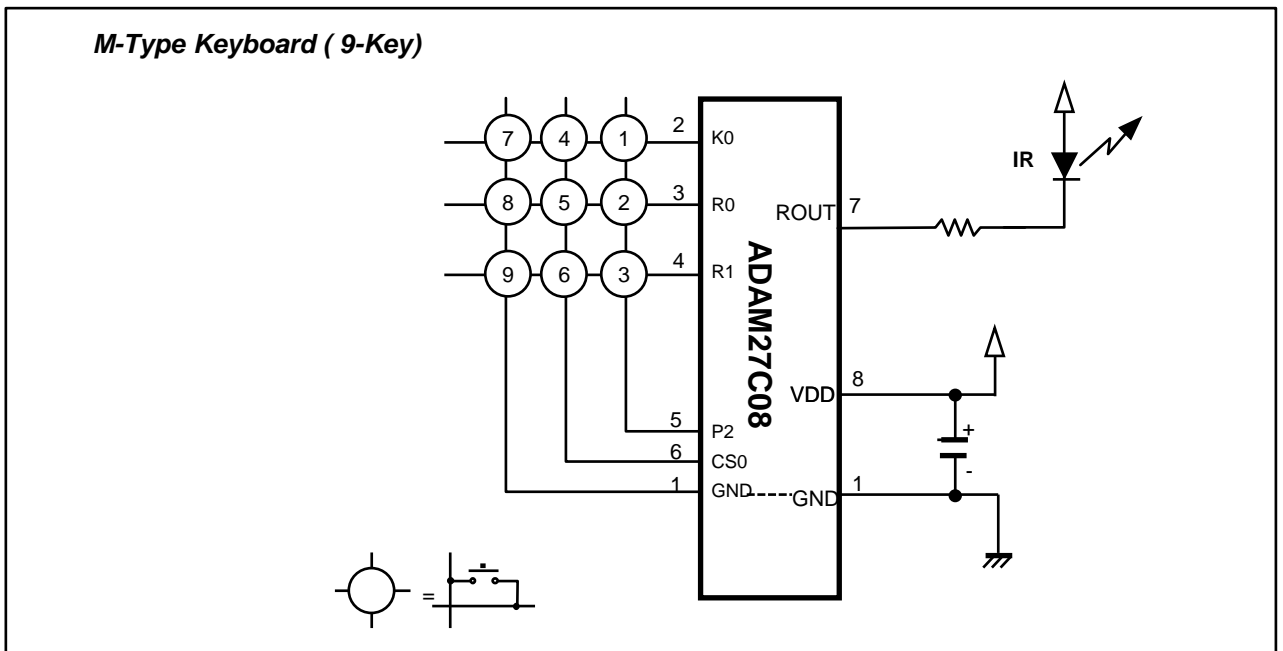 M-Type Keyboard ( 9-Key)
7 4 1 2 K0
8 5 2 3 R0
9 6 3 4 R1
ROUT 7
IR
ADAM27C08
VDD 8
5 P2
6 CS0
1 GND
GND 1
+
-
=